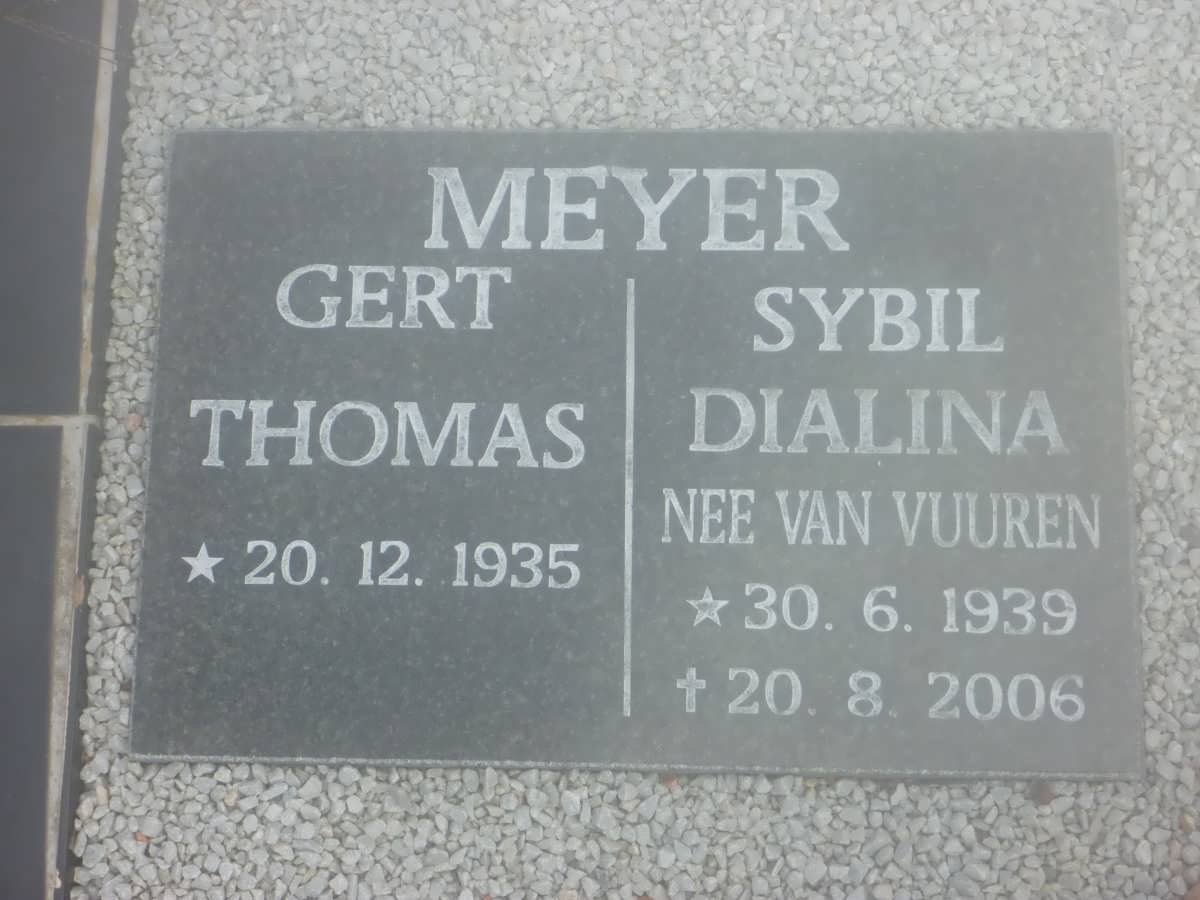 MEYER
GERT
THOMAS
★ 20. 12. 1935
SYBIL
DIALINA
NEE VAN VUUREN
★ 30. 6. 1939
✝ 20. 8. 2006